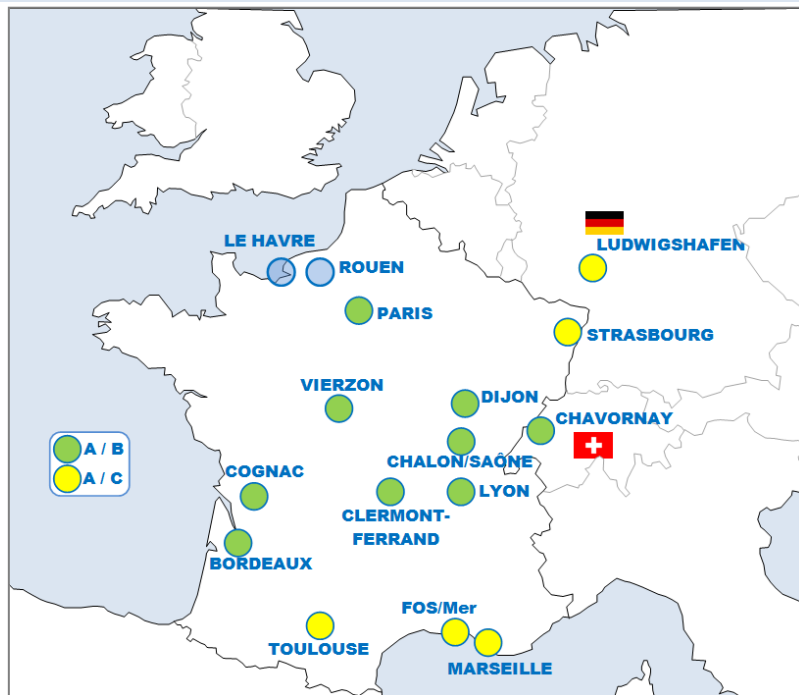 LE HAVRE
LUDWIGSHAFEN
ROUEN
PARIS
STRASBOURG
VIERZON
DIJON
CHAVORNAY
A / B
CHALON/SAÔNE
A / C
COGNAC
LYON
CLERMONT-
FERRAND
BORDEAUX
FOS/Mer
TOULOUSE
MARSEILLE